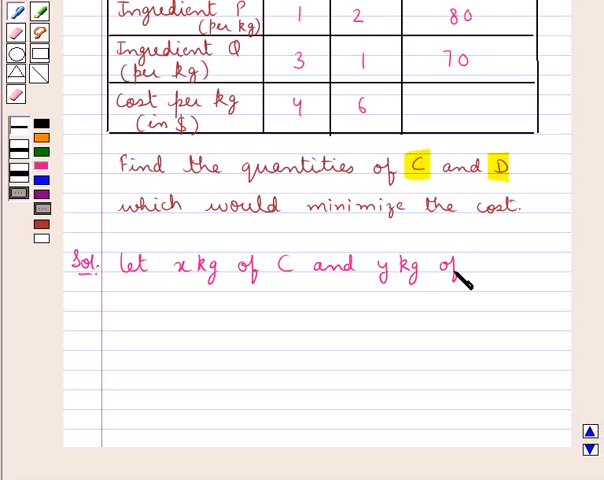 Ingredient P 1 2 80
(per kg)
Ingredient Q 3 1 70
(per kg)
Cost per kg 4 6
(in $)
Find the quantities of C and D
which would minimize the cost.
Sol. Let x kg of C and y kg of